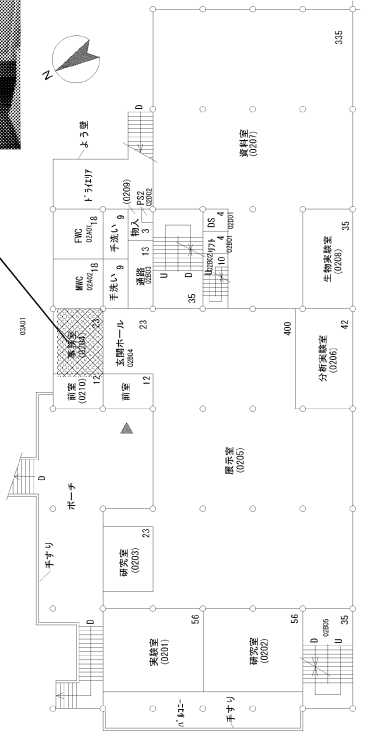 335
N
よう壁
D
資料室
(0207)
ﾄﾞﾗｲｴﾘｱ
(0209)
PS2
02D02
FWC
02A01
18
手洗い
9
物入
3
DS
4
02D01
MWC
02A02
18
手洗い
9
通路
02B03
13
U
D
35
U
02B02
10
リフト
4
02B01
生物実験室
(0208)
35
03A01
事務室
(0204)
23
玄関ホール
02B04
23
400
分析実験室
(0206)
42
前室
(0210)
12
前室
12
D
ポーチ
展示室
(0205)
手すり
研究室
(0203)
23
D
実験室
(0201)
56
研究室
(0202)
56
D
U
02B05
35
ﾊﾞﾙｺﾆｰ
手すり